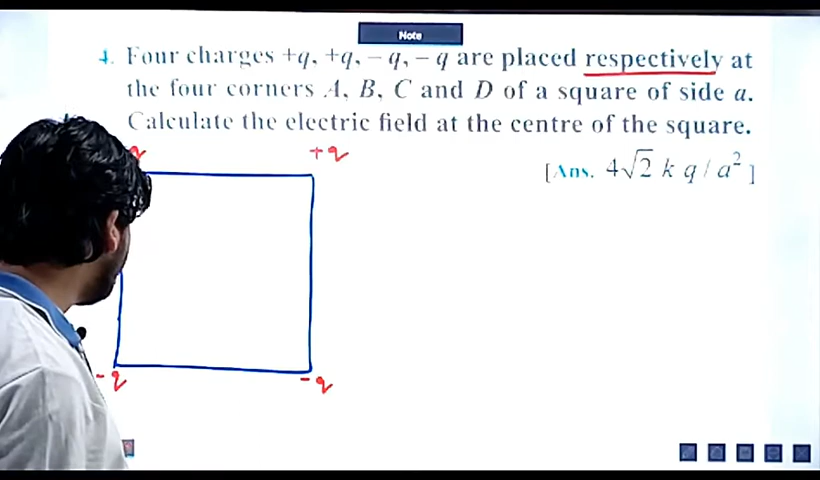 Note
4. Four charges +q, +q, – q, – q are placed respectively at
the four corners A, B, C and D of a square of side a.
Calculate the electric field at the centre of the square.
[Ans. 4√2 k q / a² ]
q +q
-q -q